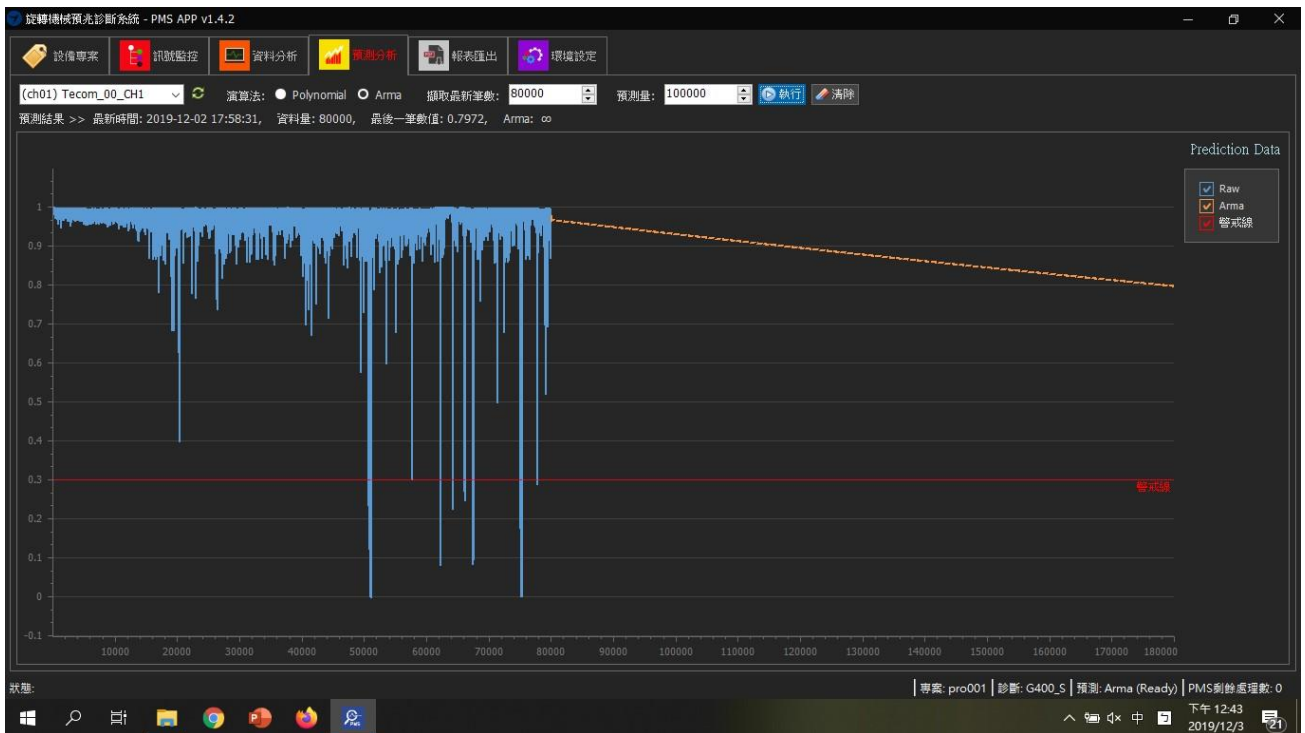 旋轉機械預兆診斷系統 - PMS APP v1.4.2
設備專案 訊號監控 資料分析 預測分析 報表匯出 環境設定
(ch01) Tecom_00_CH1 演算法: Polynomial Arma 擷取最新筆數: 80000 預測量: 100000 執行 清除
預測結果 >> 最新時間: 2019-12-02 17:58:31, 資料量: 80000, 最後一筆數值: 0.7972, Arma: ∞
Prediction Data
Raw
Arma
警戒線
1
0.9
0.8
0.7
0.6
0.5
0.4
0.3
警戒線
0.2
0.1
0
-0.1
10000 20000 30000 40000 50000 60000 70000 80000 90000 100000 110000 120000 130000 140000 150000 160000 170000 180000
狀態: 專案: pro001 診斷: G400_S 預測: Arma (Ready) PMS剩餘處理數: 0
中 下午 12:43
2019/12/3 21